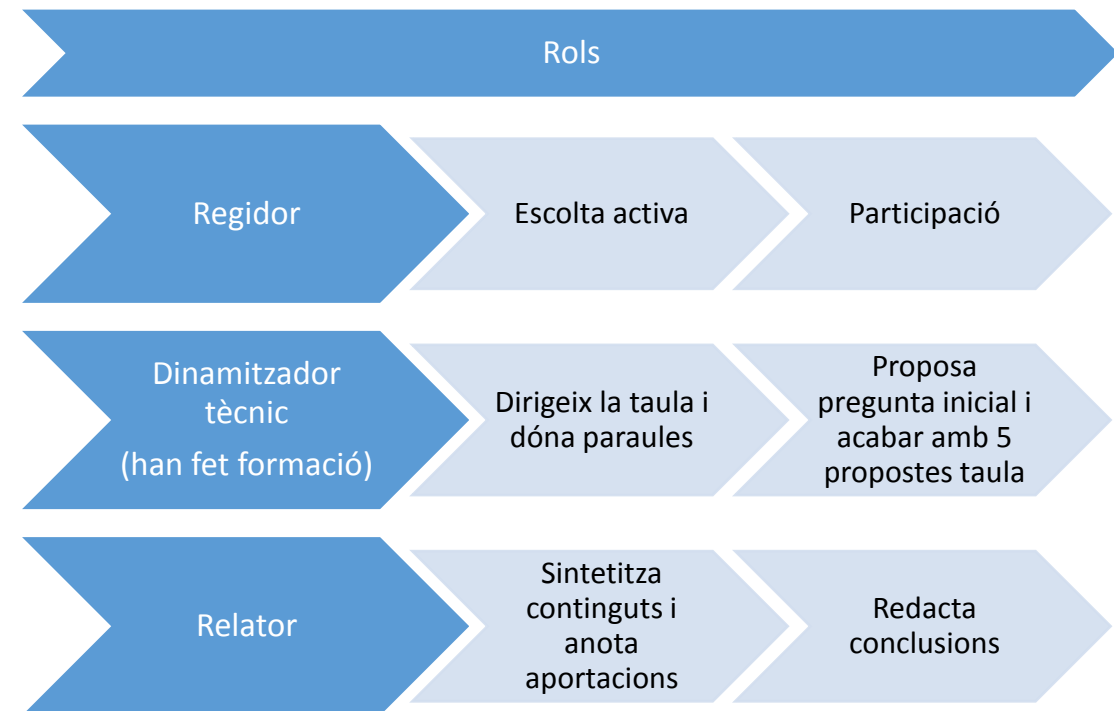 Rols
Regidor
Escolta activa
Participació
Dinamitzador
tècnic
(han fet formació)
Dirigeix la taula i
dóna paraules
Proposa
pregunta inicial i
acabar amb 5
propostes taula
Relator
Sintetitza
continguts i
anota
aportacions
Redacta
conclusions